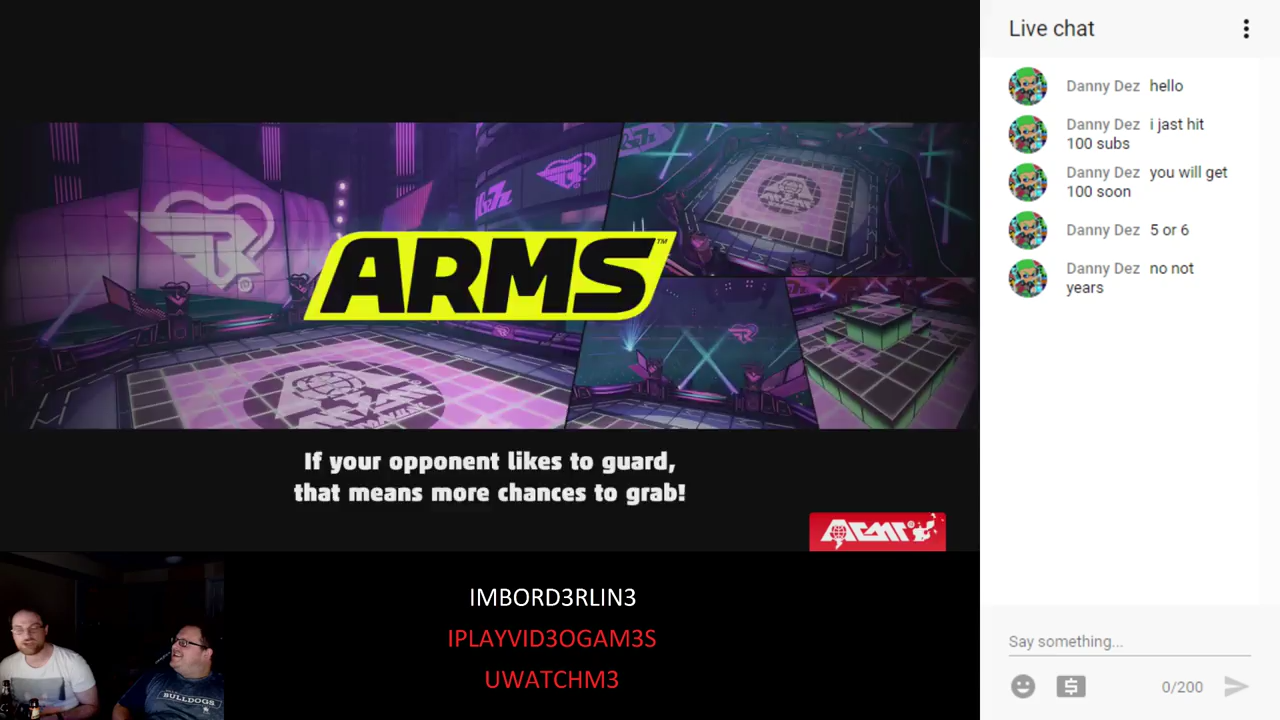 Live chat
Danny Dez hello
Danny Dez i jast hit
100 subs
Danny Dez you will get
100 soon
Danny Dez 5 or 6
Danny Dez no not
years
ARMS™
If your opponent likes to guard,
that means more chances to grab!
BULLDOGS
IMBORD3RLIN3
IPLAYVID3OGAM3S
UWATCHM3
Say something...
0/200